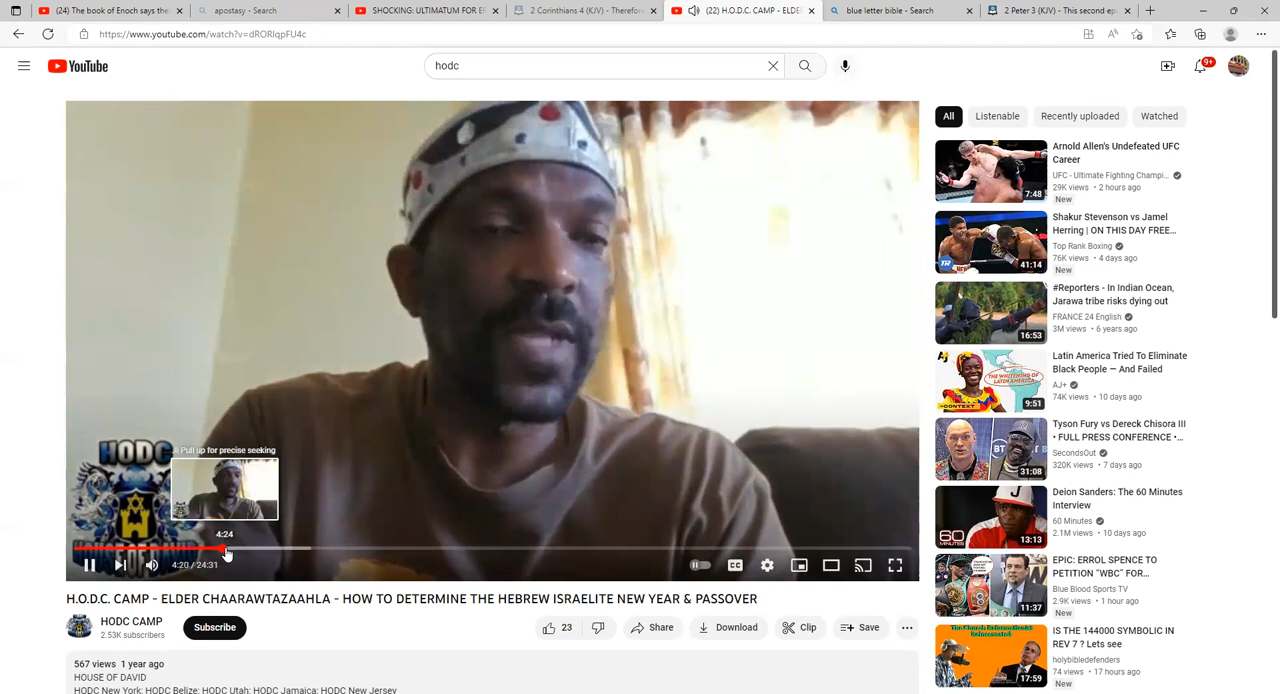 (24) The book of Enoch says the
apostasy - Search
SHOCKING: ULTIMATUM FOR E
2 Corinthians 4 (KJV) - Therefor
(22) H.O.D.C. CAMP - ELDE
blue letter bible - Search
2 Peter 3 (KJV) - This second ep
https://www.youtube.com/watch?v=dRORlqpFU4c
YouTube
hodc
9+
All
Listenable
Recently uploaded
Watched
HODC
Pull up for precise seeking
4:24
4:20 / 24:31
CC
H.O.D.C. CAMP - ELDER CHAARAWTAZAAHLA - HOW TO DETERMINE THE HEBREW ISRAELITE NEW YEAR & PASSOVER
HODC CAMP
2.53K subscribers
Subscribe
23
Share
Download
Clip
Save
567 views 1 year ago
HOUSE OF DAVID
HODC New York; HODC Belize; HODC Utah; HODC Jamaica; HODC New Jersey
7:48
Arnold Allen's Undefeated UFC
Career
UFC - Ultimate Fighting Champi...
29K views • 2 hours ago
New
41:14
Shakur Stevenson vs Jamel
Herring | ON THIS DAY FREE...
Top Rank Boxing
76K views • 4 days ago
New
16:53
#Reporters - In Indian Ocean,
Jarawa tribe risks dying out
FRANCE 24 English
3M views • 6 years ago
9:51
Latin America Tried To Eliminate
Black People — And Failed
AJ+
74K views • 10 days ago
31:08
Tyson Fury vs Dereck Chisora III
• FULL PRESS CONFERENCE •...
SecondsOut
320K views • 7 days ago
60
13:13
Deion Sanders: The 60 Minutes
Interview
60 Minutes
2.1M views • 10 days ago
11:37
EPIC: ERROL SPENCE TO
PETITION “WBC” FOR...
Blue Blood Sports TV
2.9K views • 1 hour ago
New
17:59
IS THE 144000 SYMBOLIC IN
REV 7 ? Lets see
holybibledefenders
74 views • 17 hours ago
New